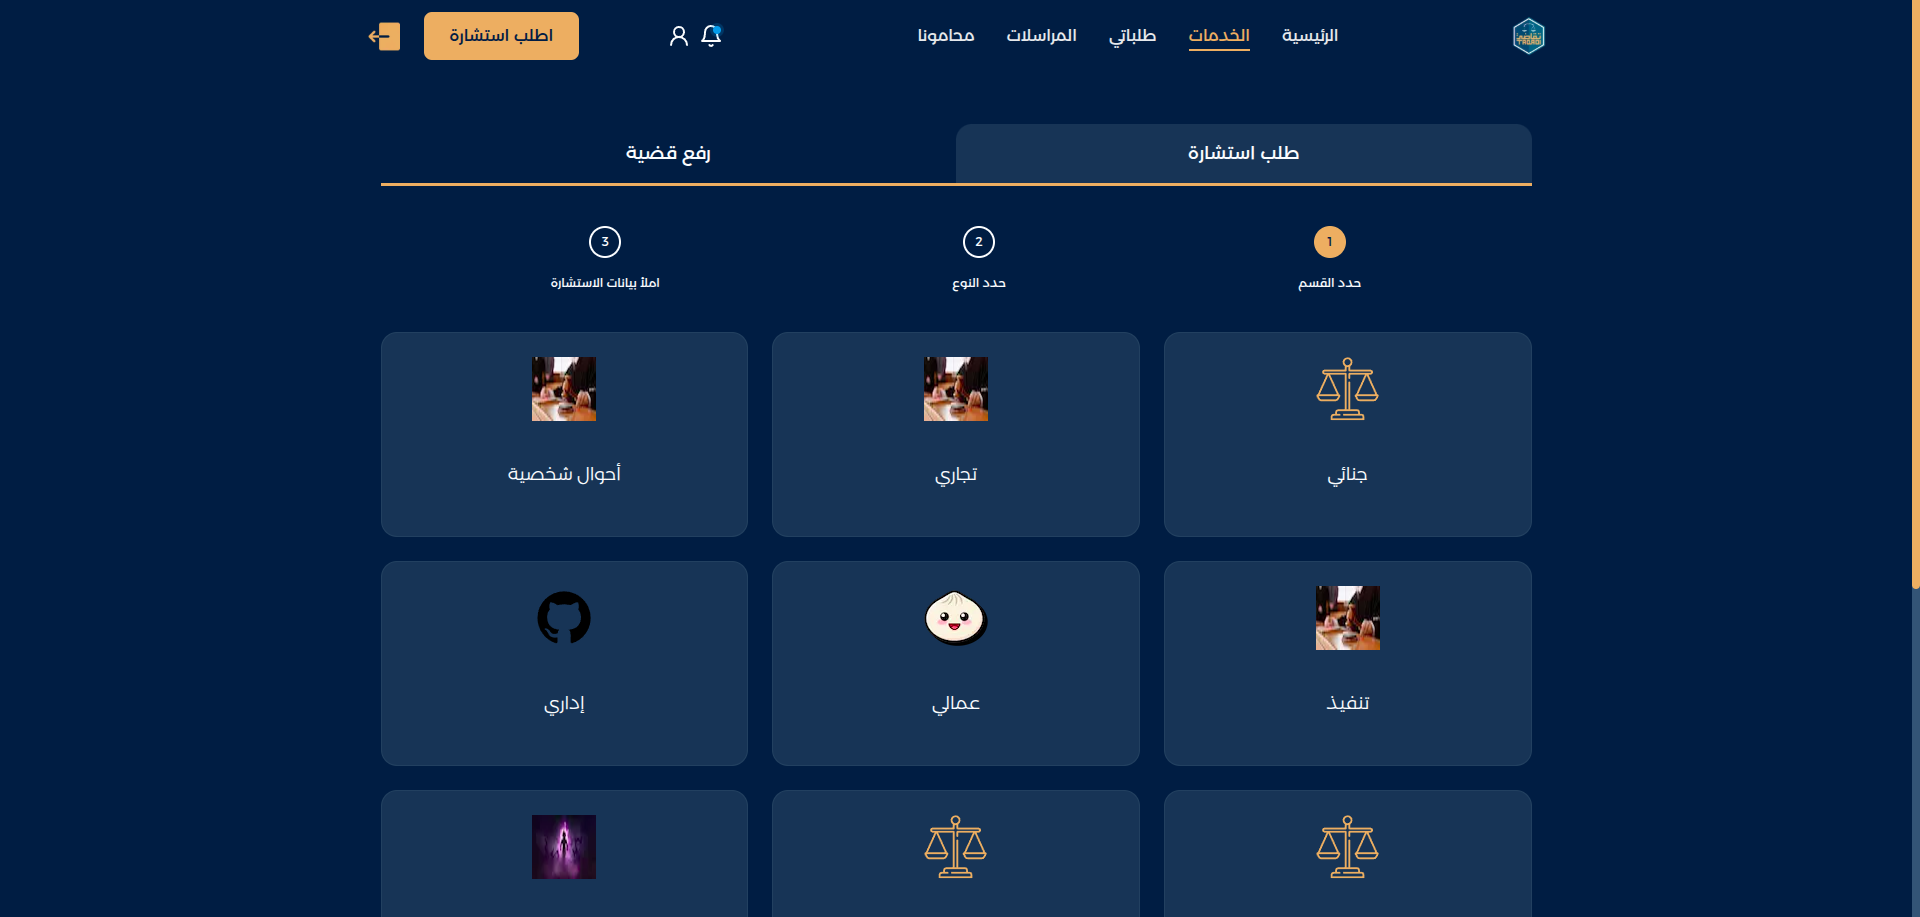 TAQADI
الرئيسية
الخدمات
طلباتي
المراسلات
محامونا
اطلب استشارة
طلب استشارة
رفع قضية
1
2
3
حدد القسم
حدد النوع
املأ بيانات الاستشارة
جنائي
تجاري
أحوال شخصية
تنفيذ
عمالي
إداري